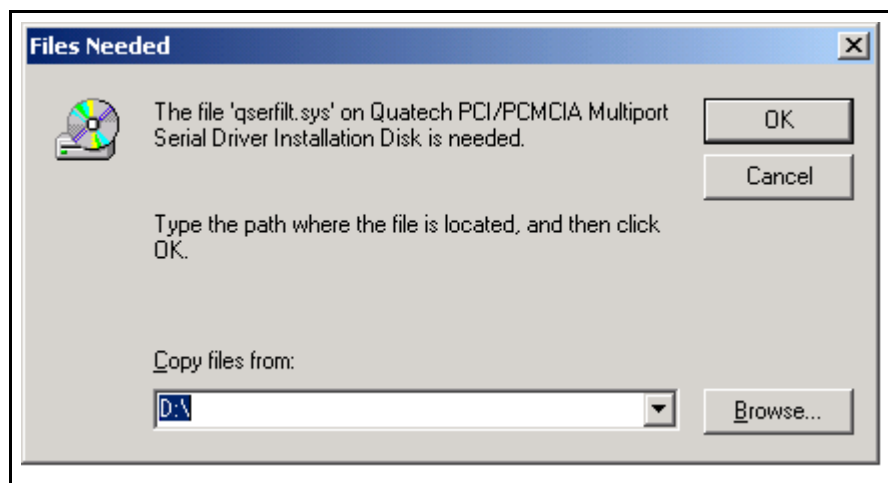 Files Needed
The file 'qserfilt.sys' on Quatech PCI/PCMCIA Multiport
Serial Driver Installation Disk is needed.
OK
Cancel
Type the path where the file is located, and then click
OK.
Copy files from:
D:\
Browse...